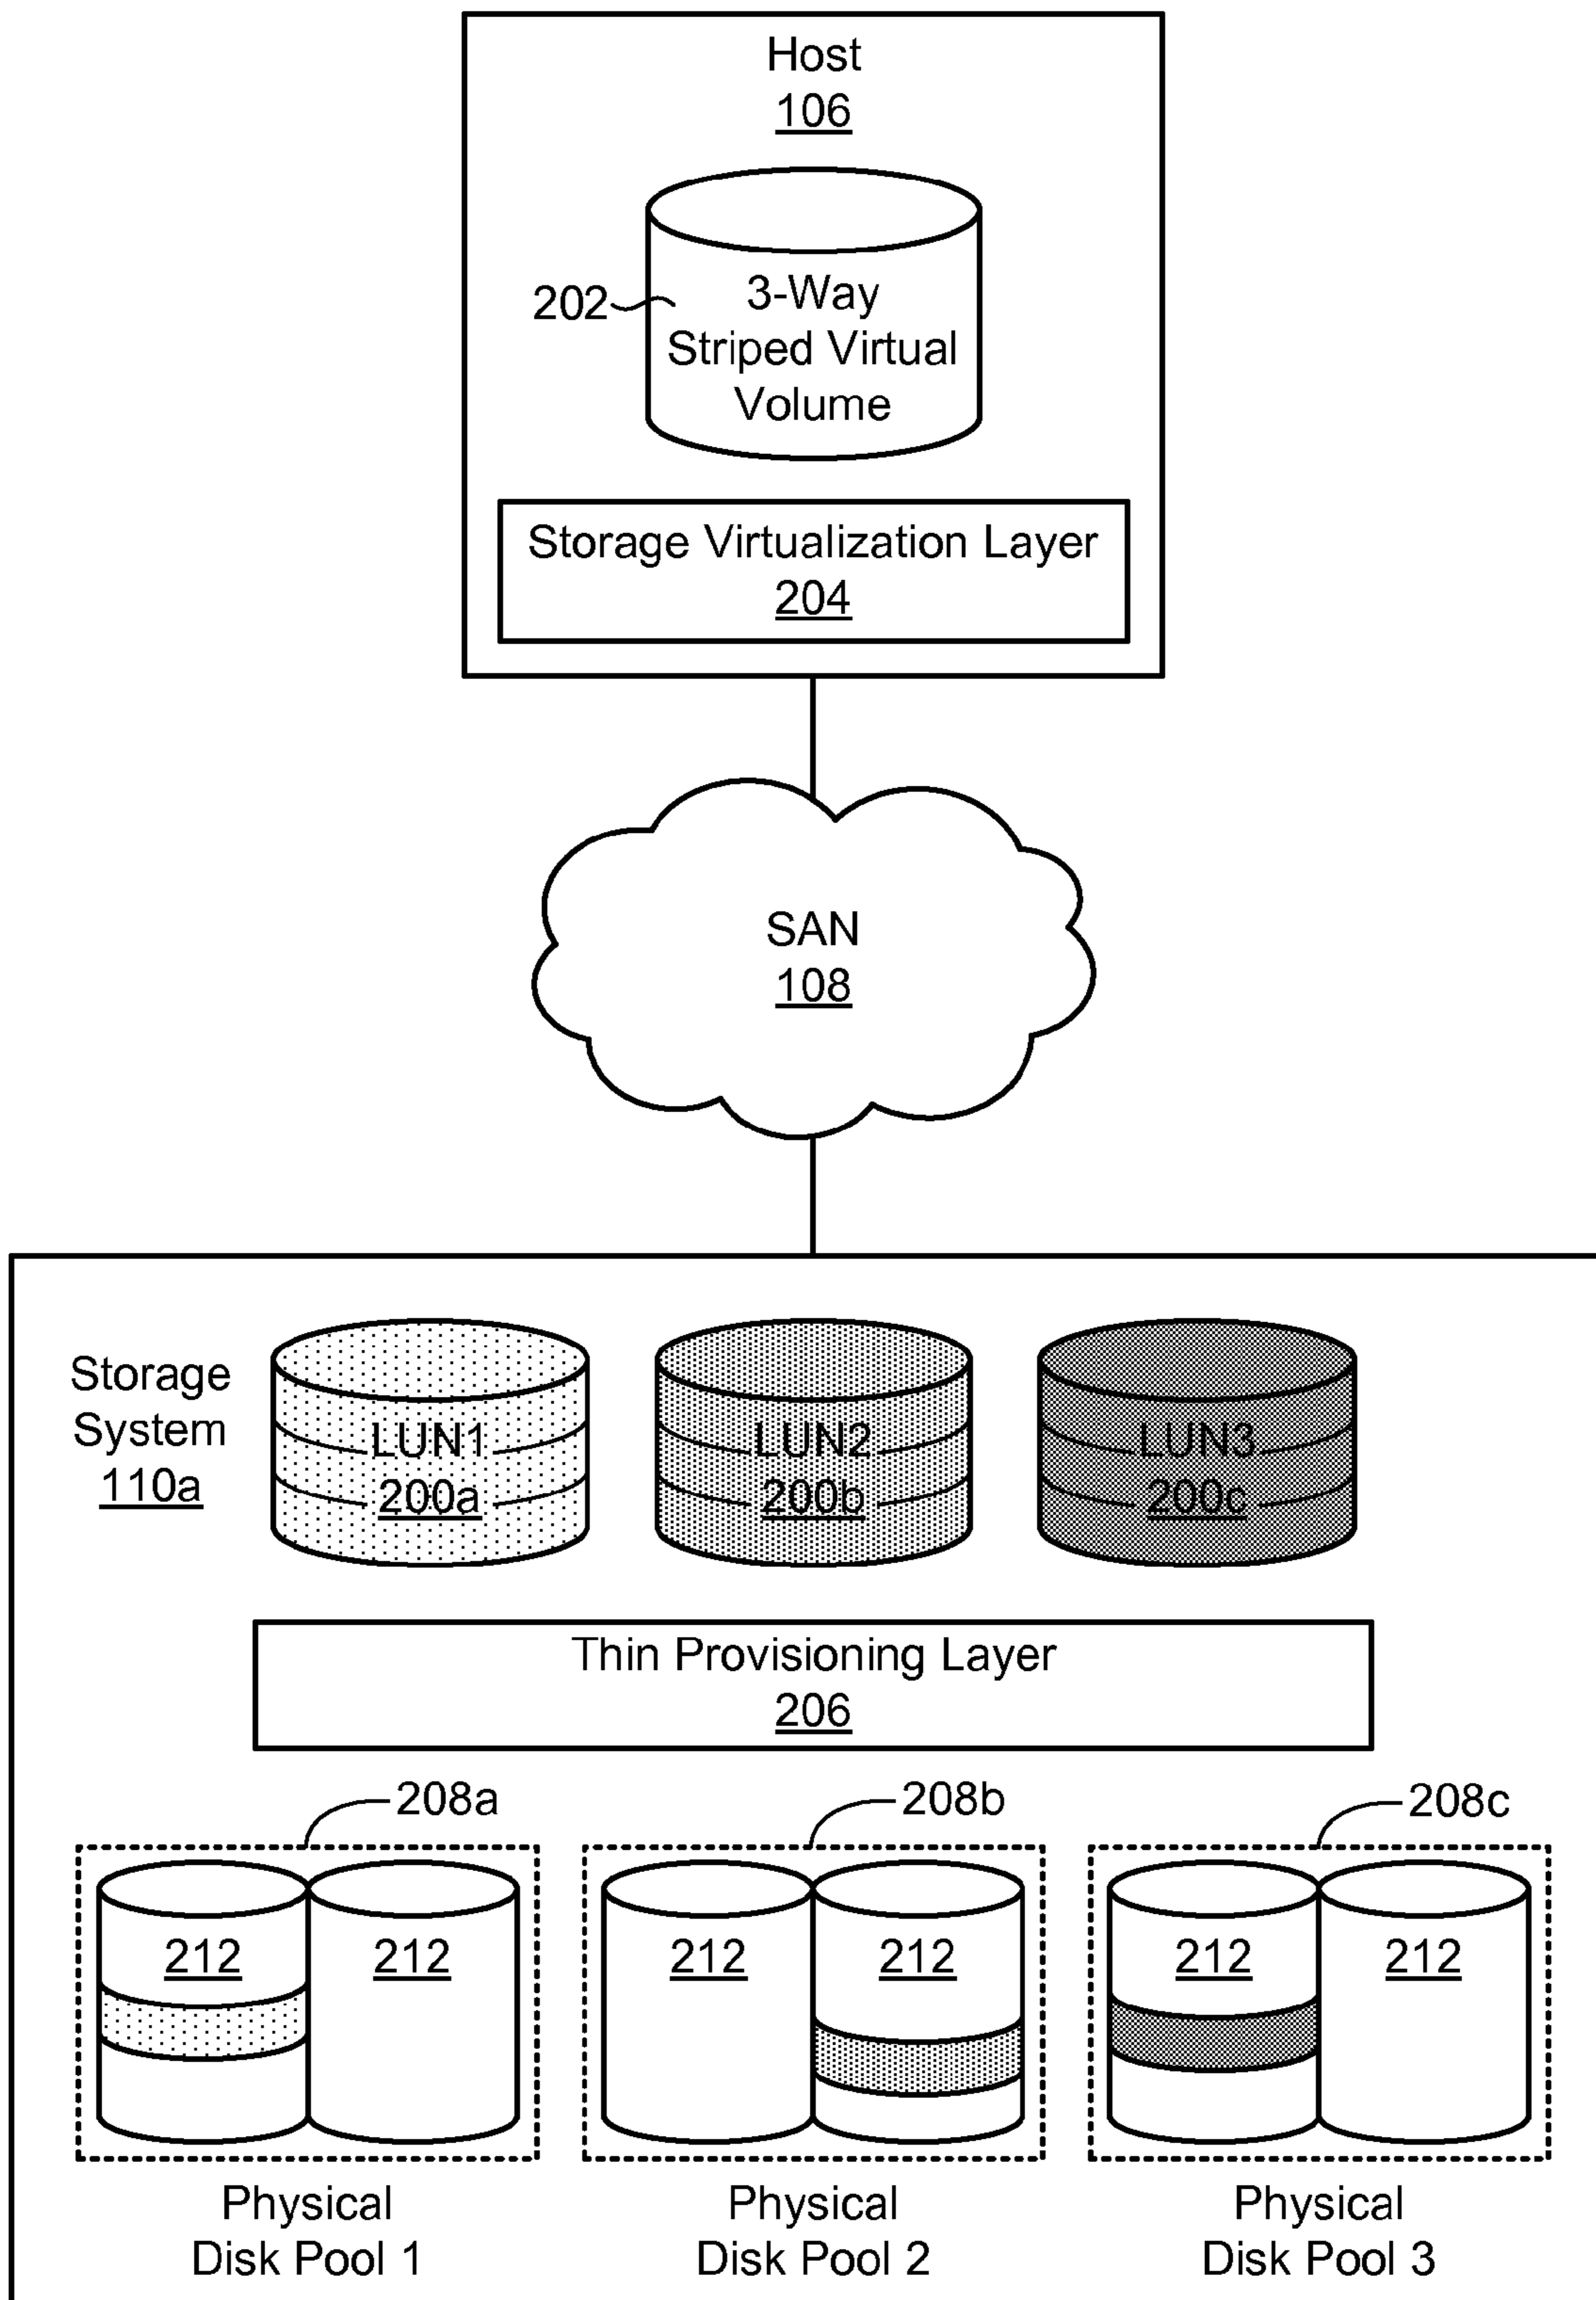 Host
106
202
3-Way
Striped Virtual
Volume
Storage Virtualization Layer
204
SAN
108
Storage
System
110a
LUN1
200a
LUN2
200b
LUN3
200c
Thin Provisioning Layer
206
208a
208b
208c
212
212
212
212
212
212
Physical
Disk Pool 1
Physical
Disk Pool 2
Physical
Disk Pool 3